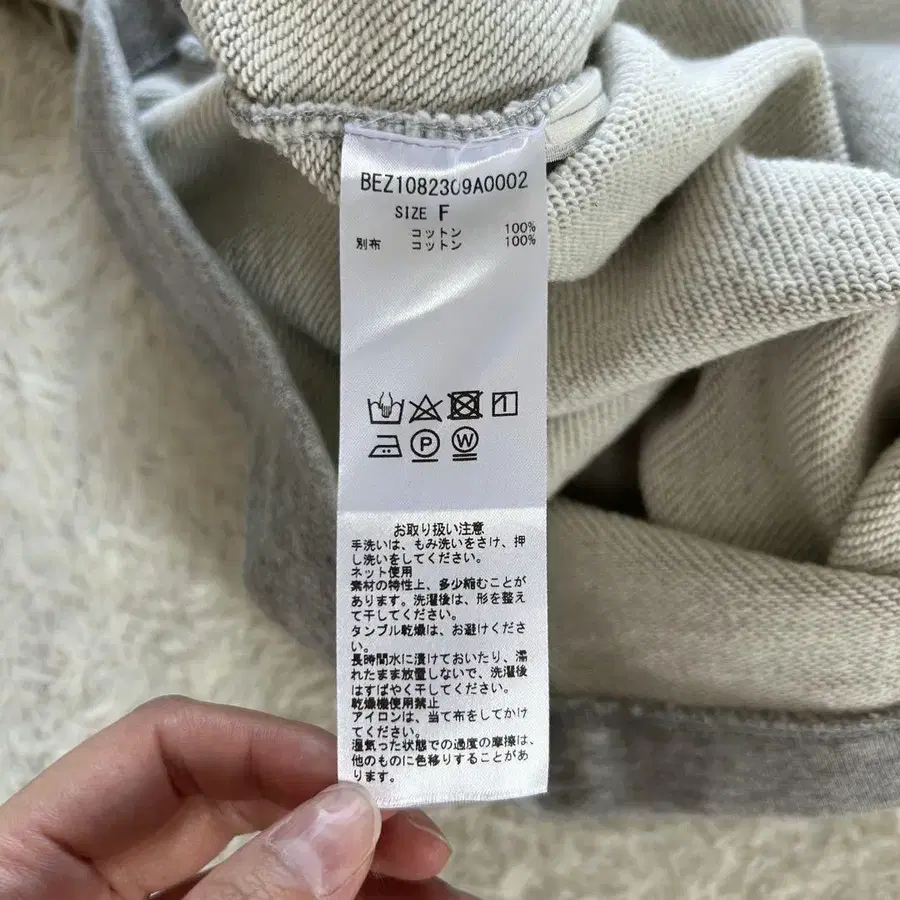 BEZ1082309A0002
SIZE F
コットン 100%
別布 コットン 100%
1
P W
お取り扱い注意
手洗いは、もみ洗いをさけ、押
し洗いをしてください。
ネット使用
素材の特性上、多少縮むことが
あります。洗濯後は、形を整え
て干してください。
タンブル乾燥は、お避けくださ
い。
長時間水に漬けておいたり、濡
れたまま放置しないで、洗濯後
はすばやく干してください。
乾燥機使用禁止
アイロンは、当て布をしてかけ
てください。
湿気った状態での過度の摩擦は、
他のものに色移りすることがあ
ります。